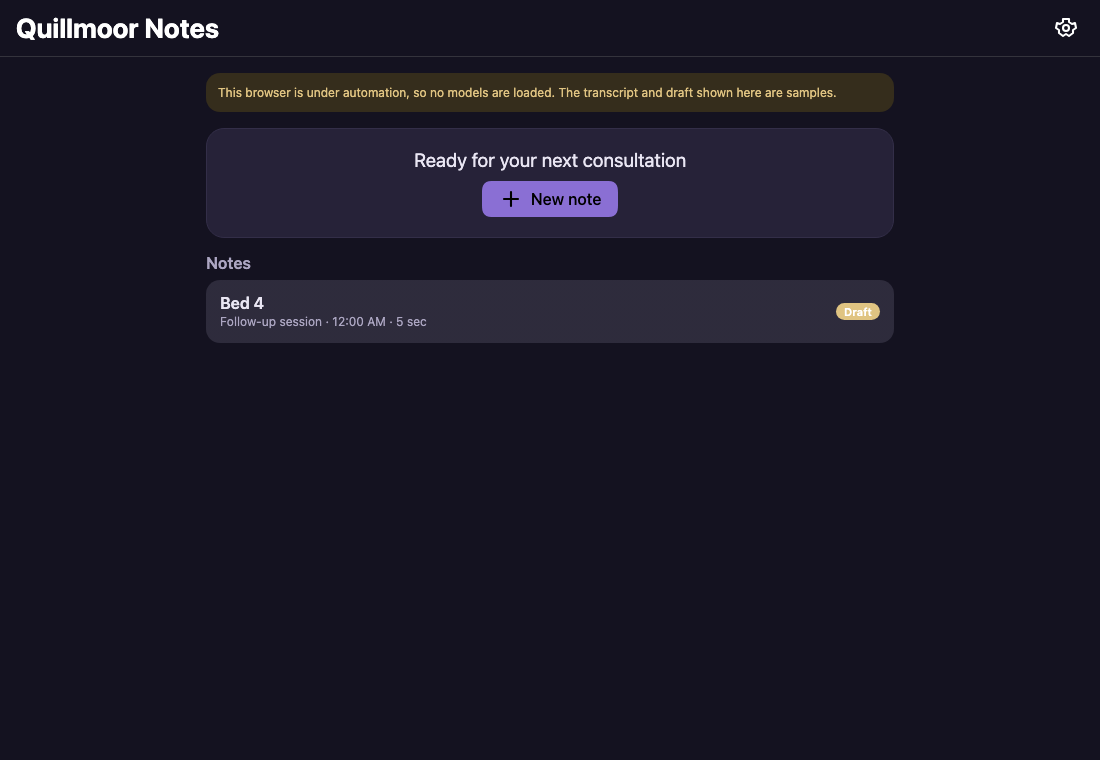 Quillmoor Notes
This browser is under automation, so no models are loaded. The transcript and draft shown here are samples.
Ready for your next consultation
New note
Notes
Bed 4
Follow-up session · 12:00 AM · 5 sec
Draft